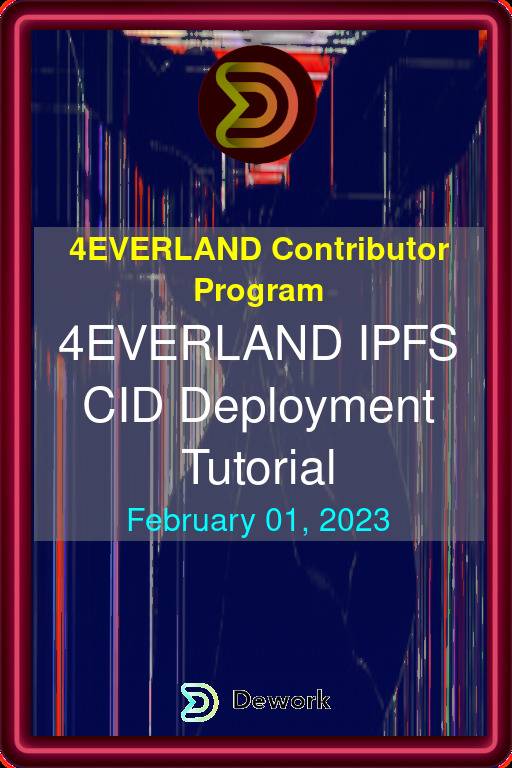 4EVERLAND Contributor
Program
4EVERLAND IPFS
CID Deployment
Tutorial
February 01, 2023
Dework